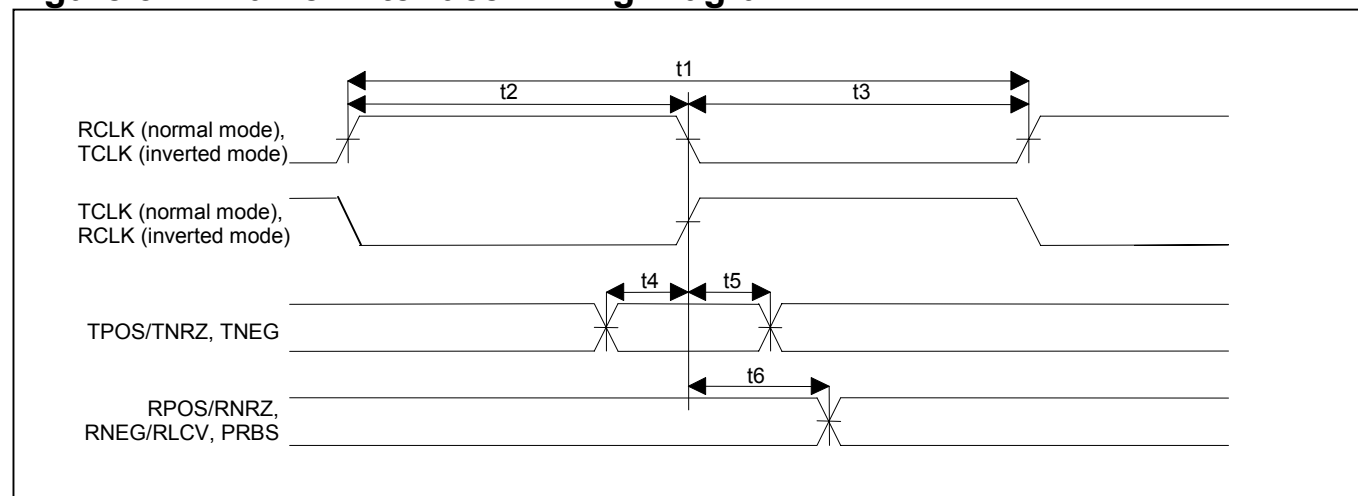 t1
t2
t3
RCLK (normal mode),
TCLK (inverted mode)
TCLK (normal mode),
RCLK (inverted mode)
t4
t5
TPOS/TNRZ, TNEG
t6
RPOS/RNRZ,
RNEG/RLCV, PRBS